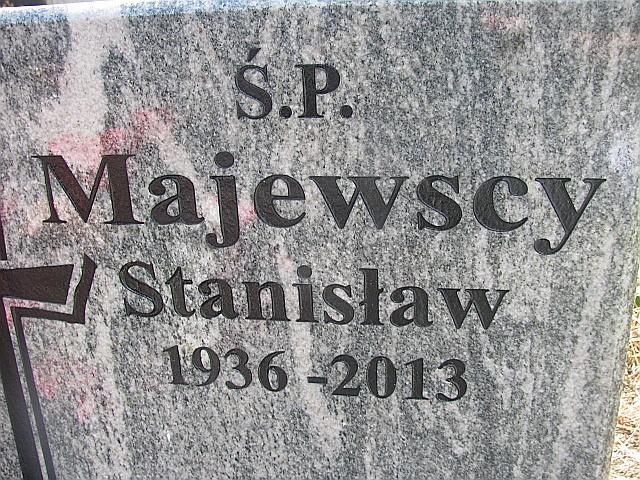 Ś.P.
Majewscy
Stanisław
1936 -2013